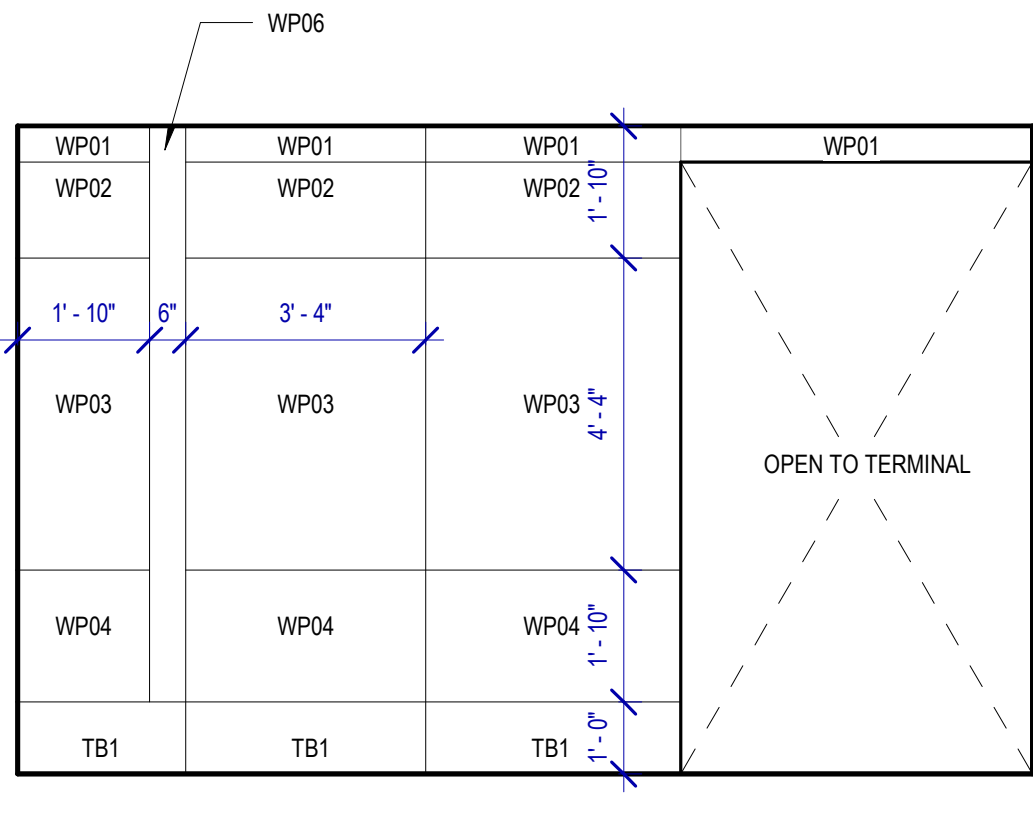 WP06
WP01 WP01 WP01 WP01
WP02 WP02 WP02
1' - 10"
1' - 10" 6" 3' - 4"
WP03 WP03 WP03
4' - 4"
OPEN TO TERMINAL
WP04 WP04 WP04
1' - 10"
TB1 TB1 TB1
1' - 0"